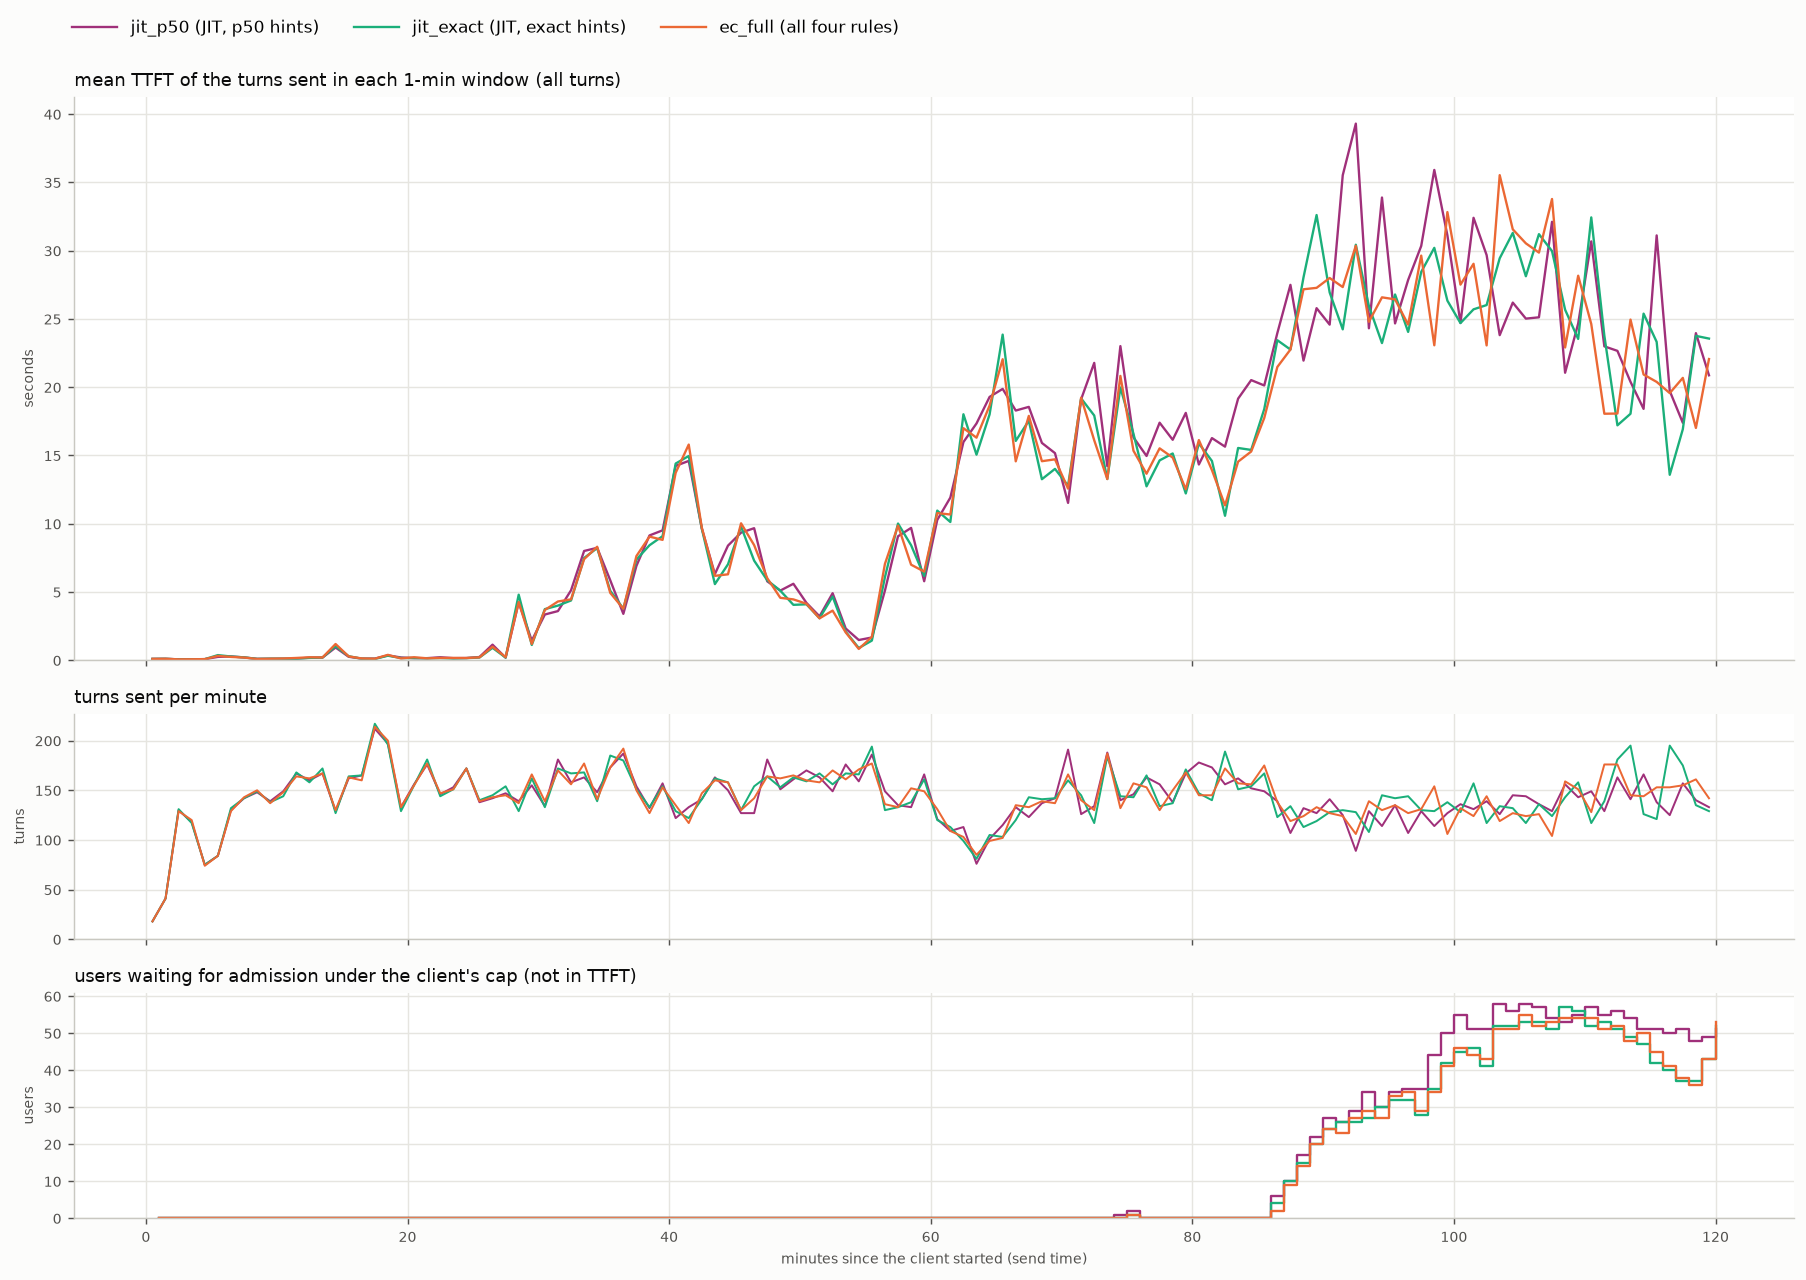 jit_p50 (JIT, p50 hints) jit_exact (JIT, exact hints) ec_full (all four rules)
mean TTFT of the turns sent in each 1-min window (all turns)
40
35
30
25
20
15
10
5
0
seconds
turns sent per minute
200
150
100
50
0
turns
users waiting for admission under the client's cap (not in TTFT)
60
50
40
30
20
10
0
users
0 20 40 60 80 100 120
minutes since the client started (send time)